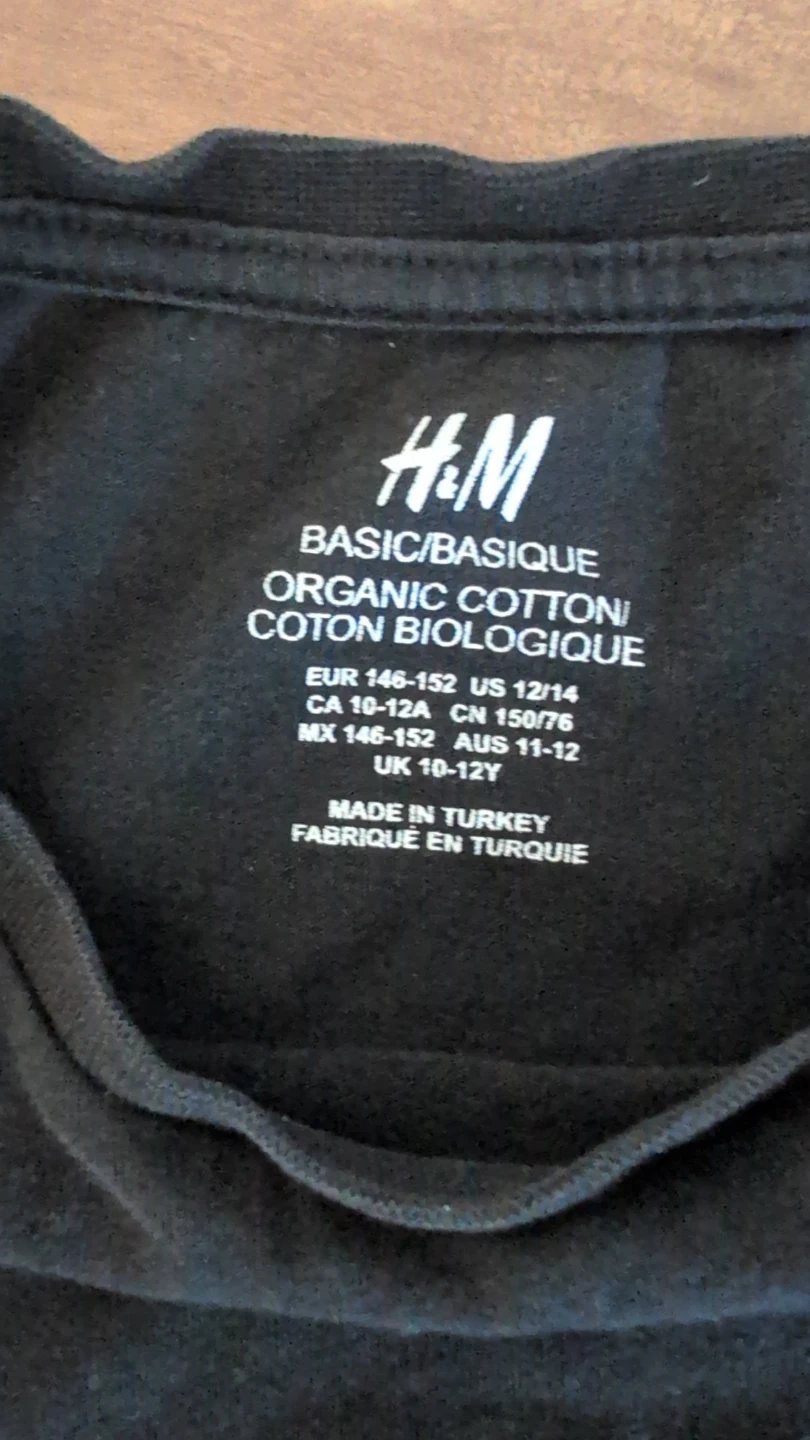 H&M
BASIC/BASIQUE
ORGANIC COTTON/
COTON BIOLOGIQUE
EUR 146-152 US 12/14
CA 10-12A CN 150/76
MX 146-152 AUS 11-12
UK 10-12Y
MADE IN TURKEY
FABRIQUÉ EN TURQUIE